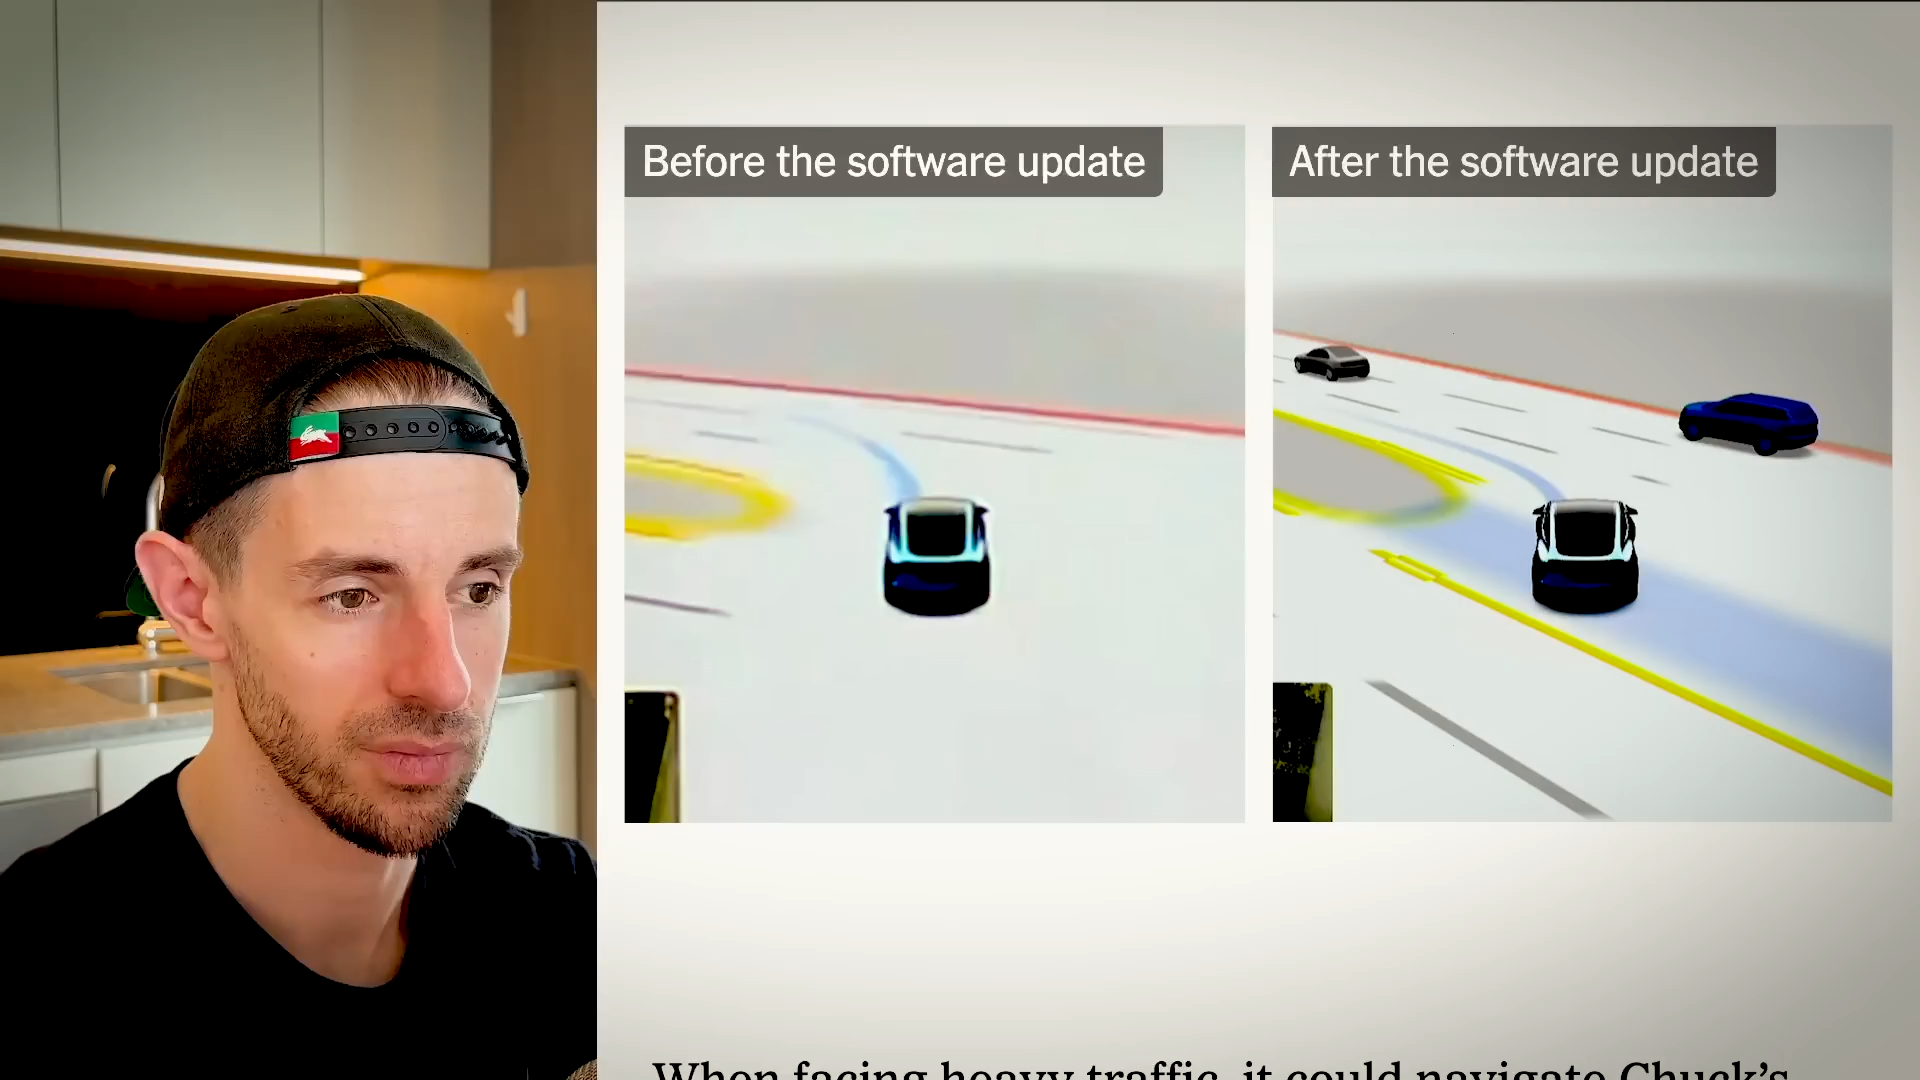 Before the software update
After the software update
When facing heavy traffic, it could navigate Chuck's